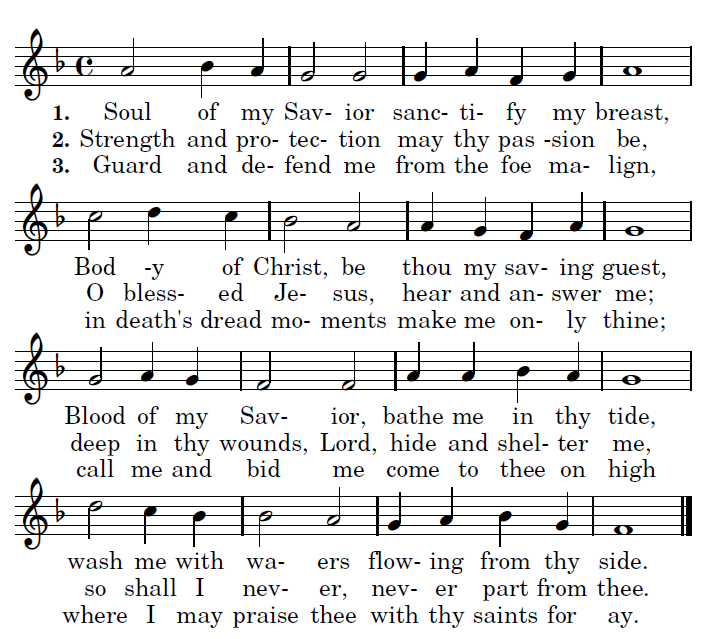 1. Soul of my Sav- ior sanc- ti- fy my breast,
2. Strength and pro- tec- tion may thy pas -sion be,
3. Guard and de- fend me from the foe ma- lign,
Bod -y of Christ, be thou my sav- ing guest,
O bless- ed Je- sus, hear and an- swer me;
in death's dread mo- ments make me on- ly thine;
Blood of my Sav- ior, bathe me in thy tide,
deep in thy wounds, Lord, hide and shel- ter me,
call me and bid me come to thee on high
wash me with wa- ers flow- ing from thy side.
so shall I nev- er, nev- er part from thee.
where I may praise thee with thy saints for ay.